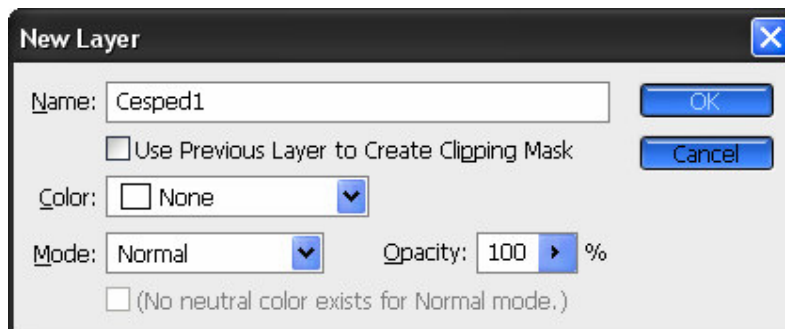 New Layer
Name: Cesped1 OK
Use Previous Layer to Create Clipping Mask Cancel
Color: None
Mode: Normal Opacity: 100 %
(No neutral color exists for Normal mode.)